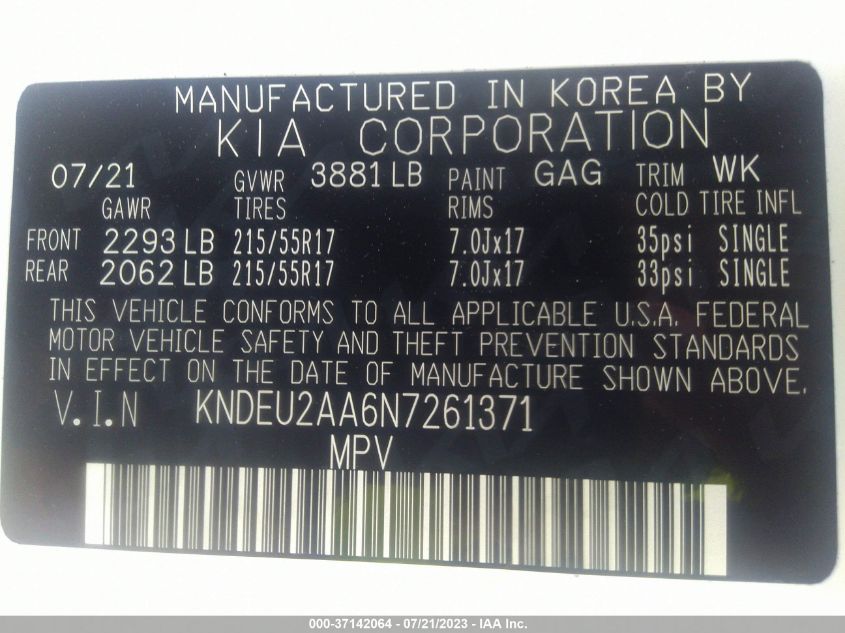 MANUFACTURED IN KOREA BY
KIA CORPORATION
07/21 GVWR 3881 LB PAINT GAG TRIM WK
GAWR TIRES RIMS COLD TIRE INFL
FRONT 2293 LB 215/55R17 7.0Jx17 35psi SINGLE
REAR 2062 LB 215/55R17 7.0Jx17 33psi SINGLE
THIS VEHICLE CONFORMS TO ALL APPLICABLE U.S.A. FEDERAL
MOTOR VEHICLE SAFETY AND THEFT PREVENTION STANDARDS
IN EFFECT ON THE DATE OF MANUFACTURE SHOWN ABOVE.
V.I.N KNDEU2AA6N7261371
MPV
000-37142064 - 07/21/2023 - IAA Inc.